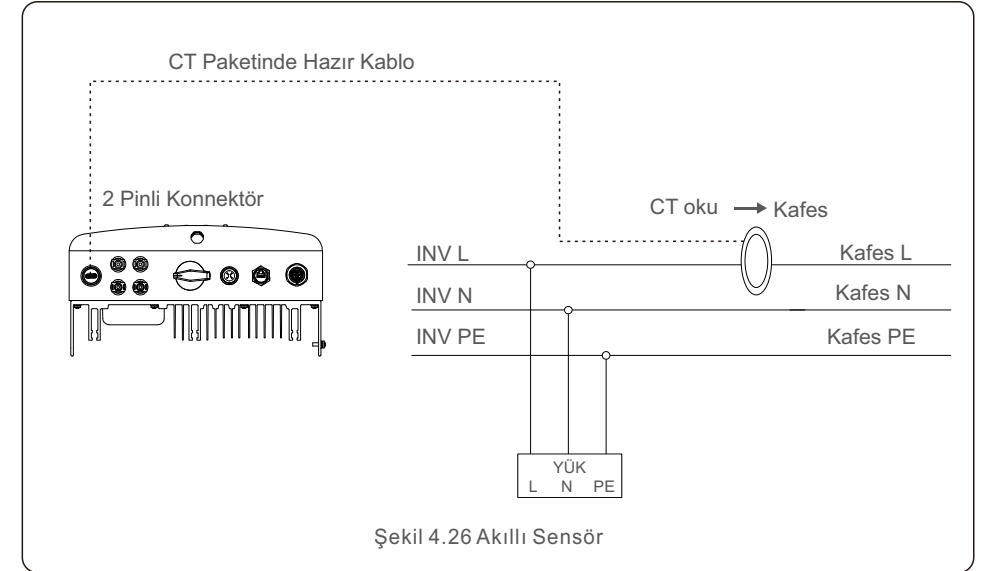 CT Paketinde Hazır Kablo
2 Pinli Konnektör
CT oku → Kafes
INV L
Kafes L
INV N
Kafes N
INV PE
Kafes PE
YÜK
L N PE
Şekil 4.26 Akıllı Sensör